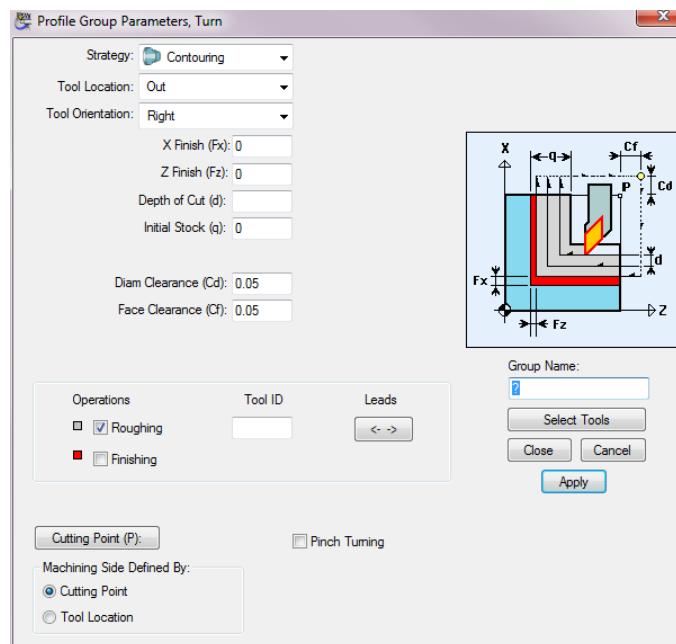 Profile Group Parameters, Turn
Strategy: Contouring
Tool Location: Out
Tool Orientation: Right
X Finish (Fx): 0
Z Finish (Fz): 0
Depth of Cut (d):
Initial Stock (q): 0
Diam Clearance (Cd): 0.05
Face Clearance (Cf): 0.05
X
q
Cf
P
Cd
d
Fx
Fz
Z
Group Name:
?
Select Tools
Close Cancel
Apply
Operations Tool ID Leads
Roughing <- ->
Finishing
Cutting Point (P): Pinch Turning
Machining Side Defined By:
Cutting Point
Tool Location